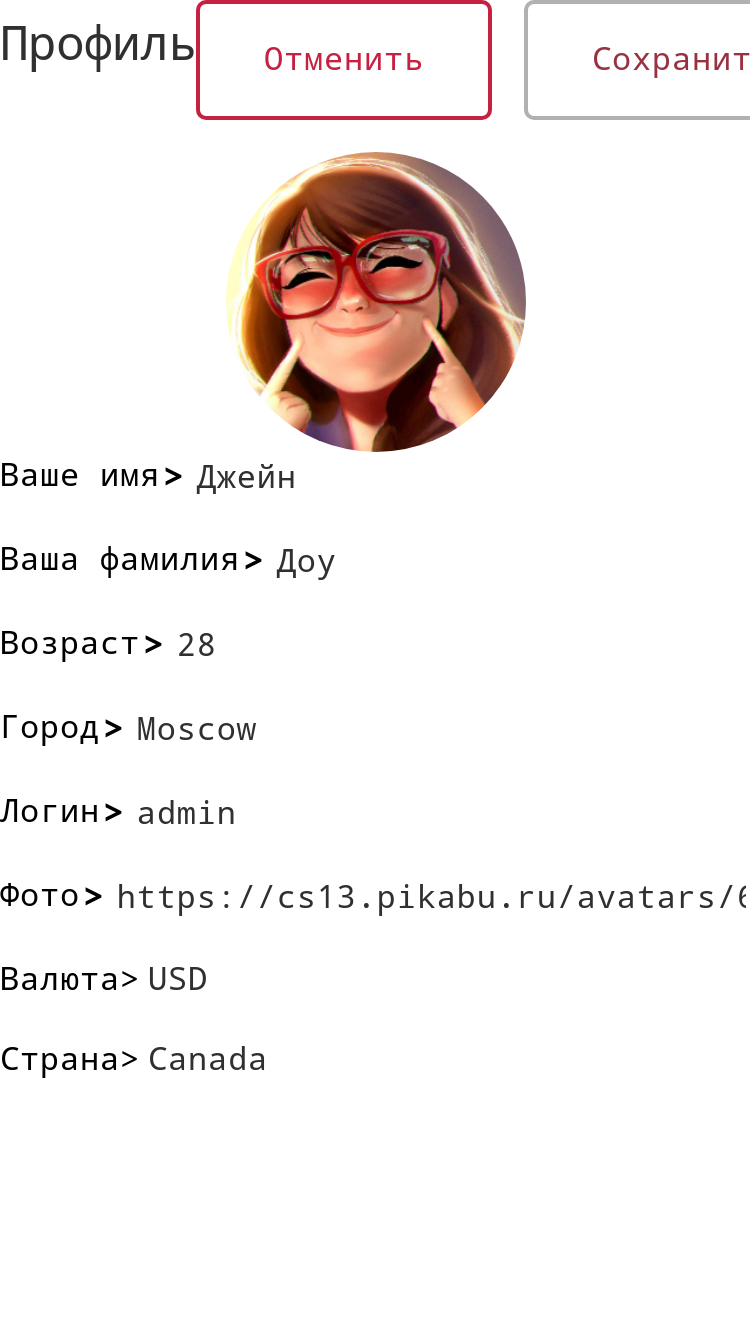 Профиль Отменить Сохранит
Ваше имя> Джейн
Ваша фамилия> Доу
Возраст> 28
Город> Moscow
Логин> admin
Фото> https://cs13.pikabu.ru/avatars/6
Валюта> USD
Страна> Canada